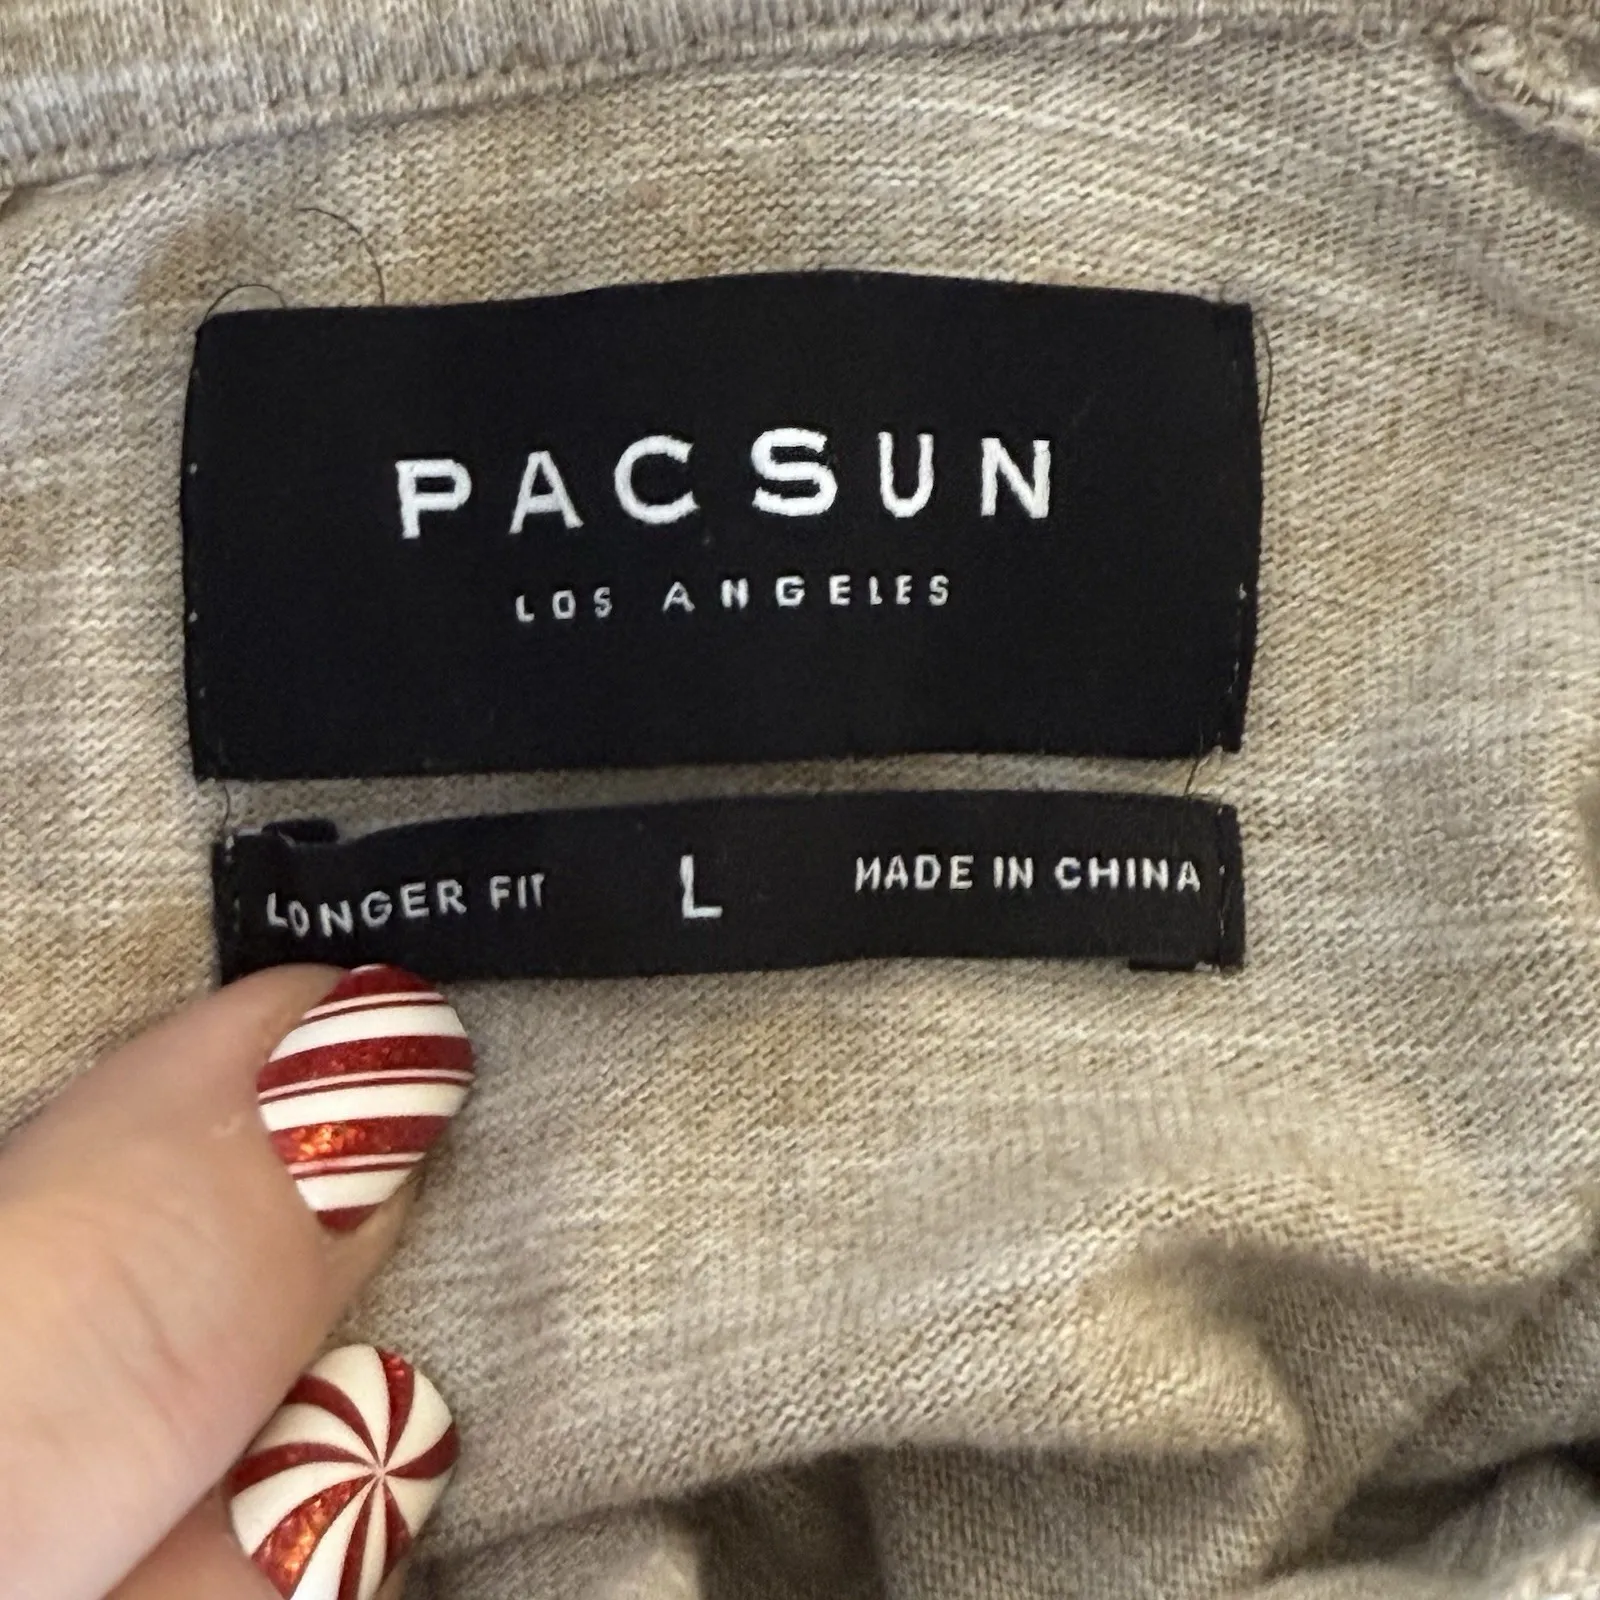 PACSUN
LOS ANGELES
LONGER FIT L MADE IN CHINA